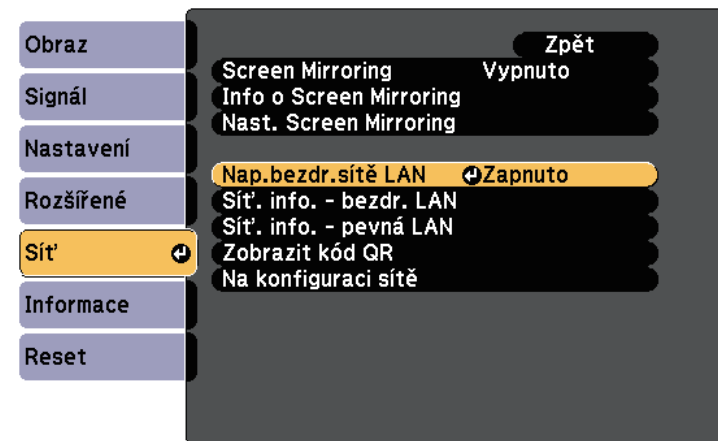 Obraz
Signál
Nastavení
Rozšířené
Síť
Informace
Reset
Zpět
Screen Mirroring Vypnuto
Info o Screen Mirroring
Nast. Screen Mirroring
Nap.bezdr.sítě LAN Zapnuto
Síť. info. - bezdr. LAN
Síť. info. - pevná LAN
Zobrazit kód QR
Na konfiguraci sítě